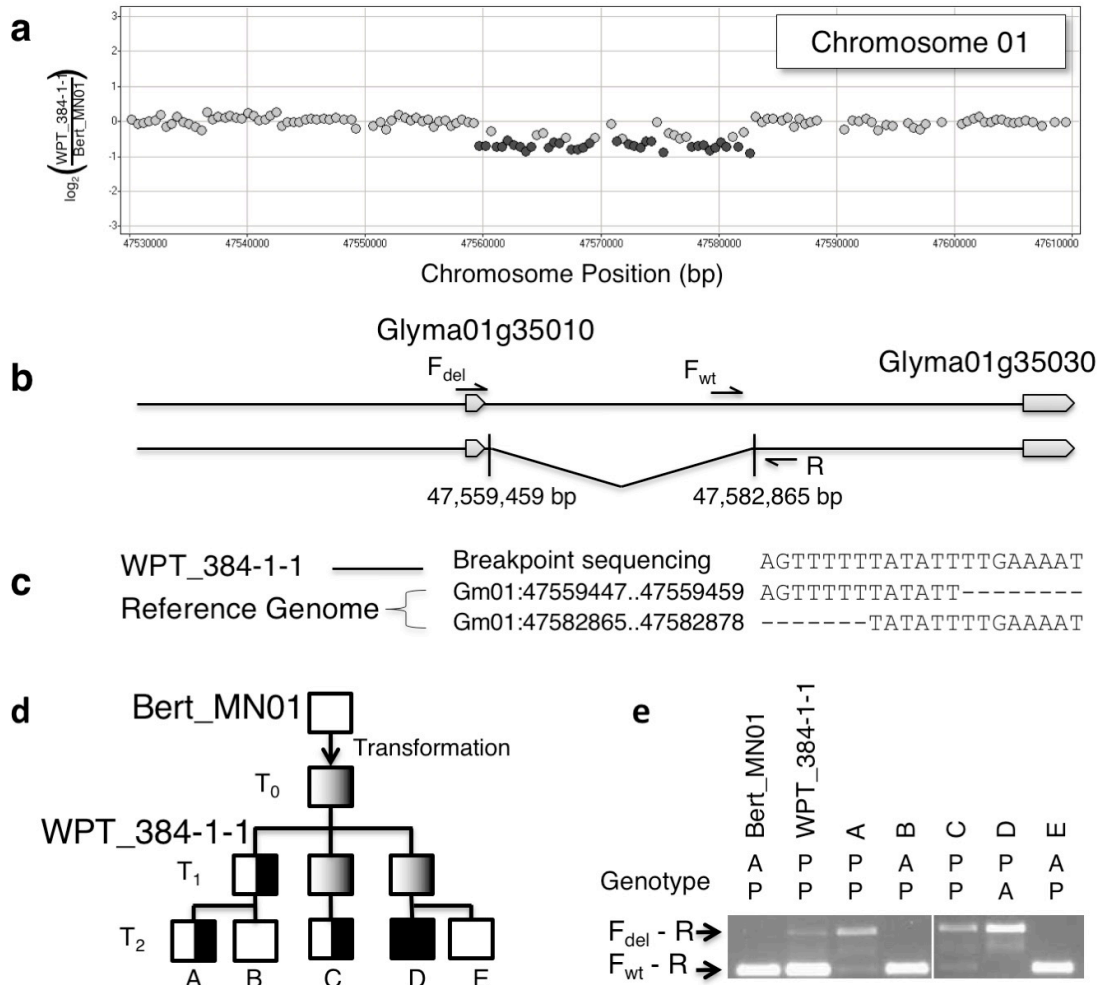 a
3
2
1
0
-1
-2
-3
log2 (WPT_384-1-1 / Bert_MN01)
Chromosome 01
47530000 47540000 47550000 47560000 47570000 47580000 47590000 47600000 47610000
Chromosome Position (bp)
b
Glyma01g35010
Glyma01g35030
Fdel
Fwt
R
47,559,459 bp
47,582,865 bp
c
WPT_384-1-1
Breakpoint sequencing AGTTTTTTATATTTTGAAAAT
Reference Genome
Gm01:47559447..47559459 AGTTTTTTATATT--------
Gm01:47582865..47582878 -------TATATTTTGAAAAT
d
Bert_MN01
Transformation
T0
WPT_384-1-1
T1
T2
A B C D E
e
Bert_MN01 WPT_384-1-1 A B C D E
Genotype
A P P A P P A
P P P P P A P
Fdel - R
Fwt - R